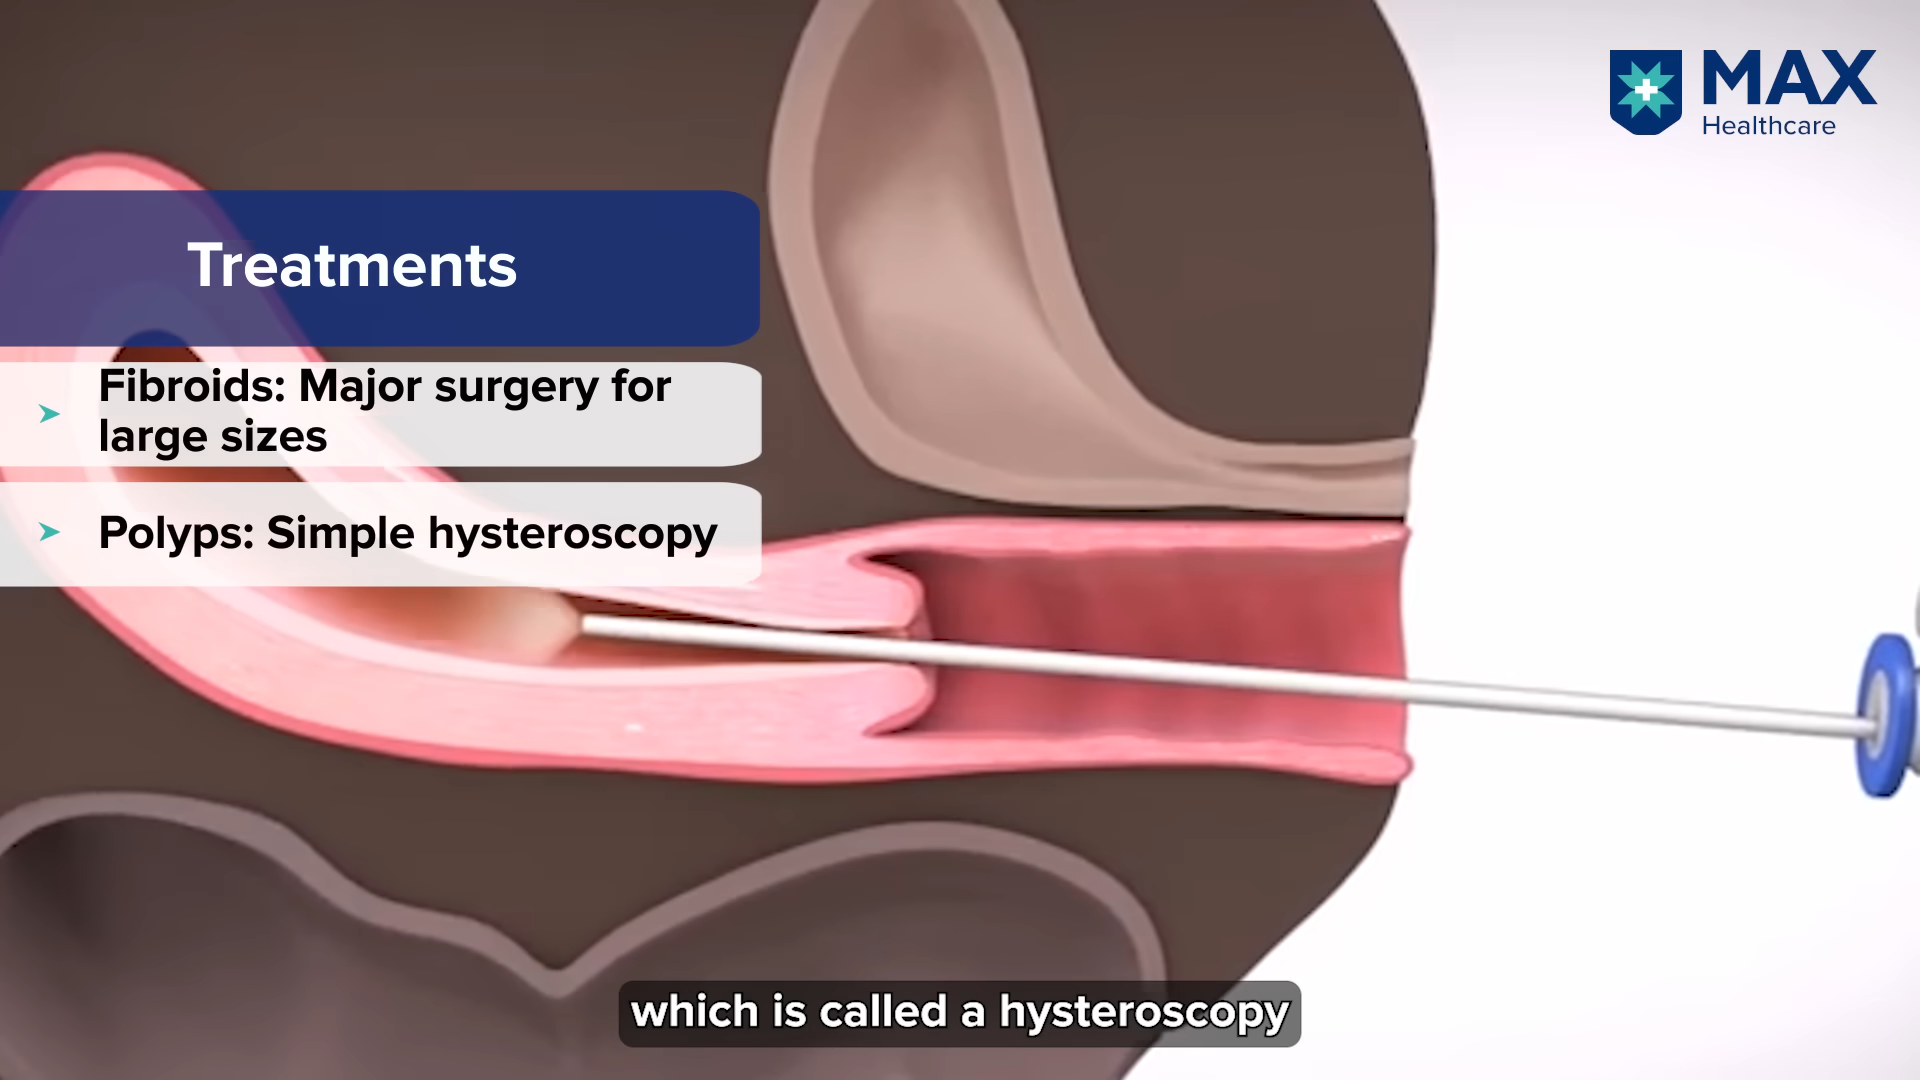 MAX
Healthcare
Treatments
Fibroids: Major surgery for
large sizes
Polyps: Simple hysteroscopy
which is called a hysteroscopy